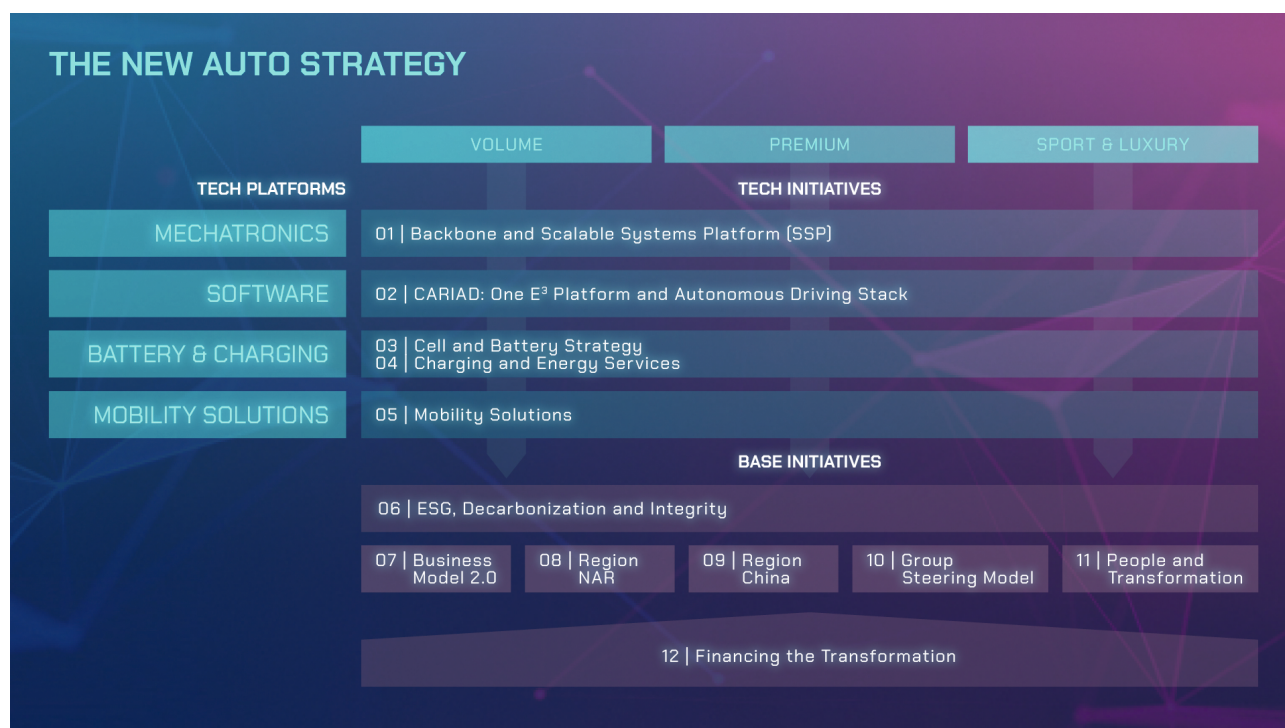 THE NEW AUTO STRATEGY
VOLUME
PREMIUM
SPORT & LUXURY
TECH PLATFORMS
TECH INITIATIVES
MECHATRONICS
01 | Backbone and Scalable Systems Platform (SSP)
SOFTWARE
02 | CARIAD: One E³ Platform and Autonomous Driving Stack
BATTERY & CHARGING
03 | Cell and Battery Strategy
04 | Charging and Energy Services
MOBILITY SOLUTIONS
05 | Mobility Solutions
BASE INITIATIVES
06 | ESG, Decarbonization and Integrity
07 | Business
Model 2.0
08 | Region
NAR
09 | Region
China
10 | Group
Steering Model
11 | People and
Transformation
12 | Financing the Transformation